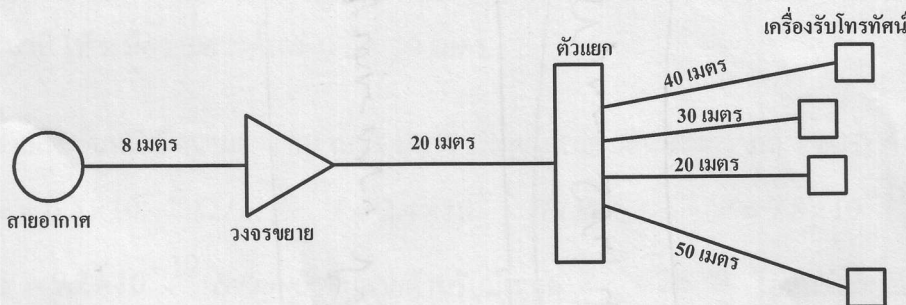 เครื่องรับโทรทัศน์
ตัวแยก
40 เมตร
30 เมตร
8 เมตร
20 เมตร
20 เมตร
สายอากาศ
วงจรขยาย
50 เมตร